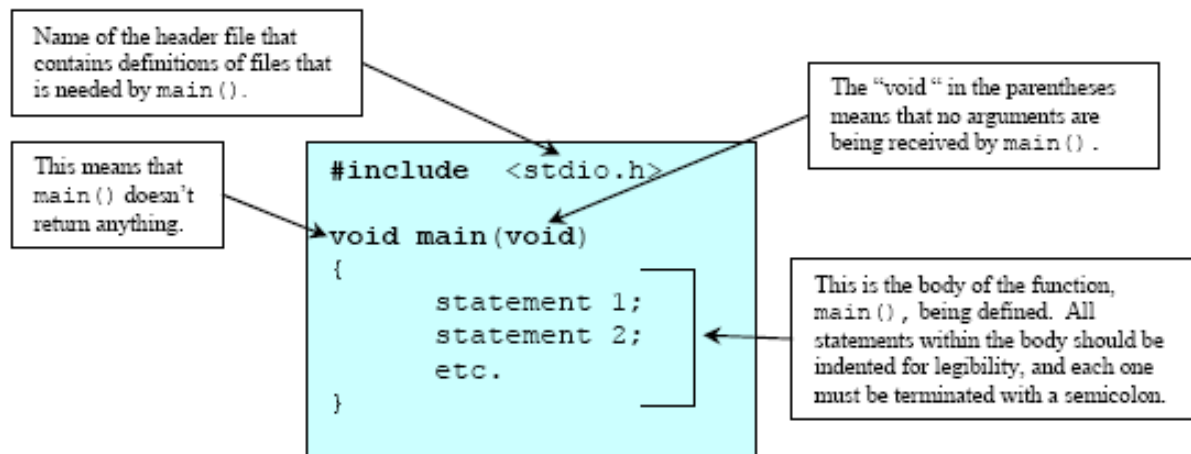 Name of the header file that
contains definitions of files that
is needed by main().
The “void “ in the parentheses
means that no arguments are
being received by main().
This means that
main() doesn’t
return anything.
#include <stdio.h>
void main(void)
{
statement 1;
statement 2;
etc.
}
This is the body of the function,
main(), being defined. All
statements within the body should be
indented for legibility, and each one
must be terminated with a semicolon.